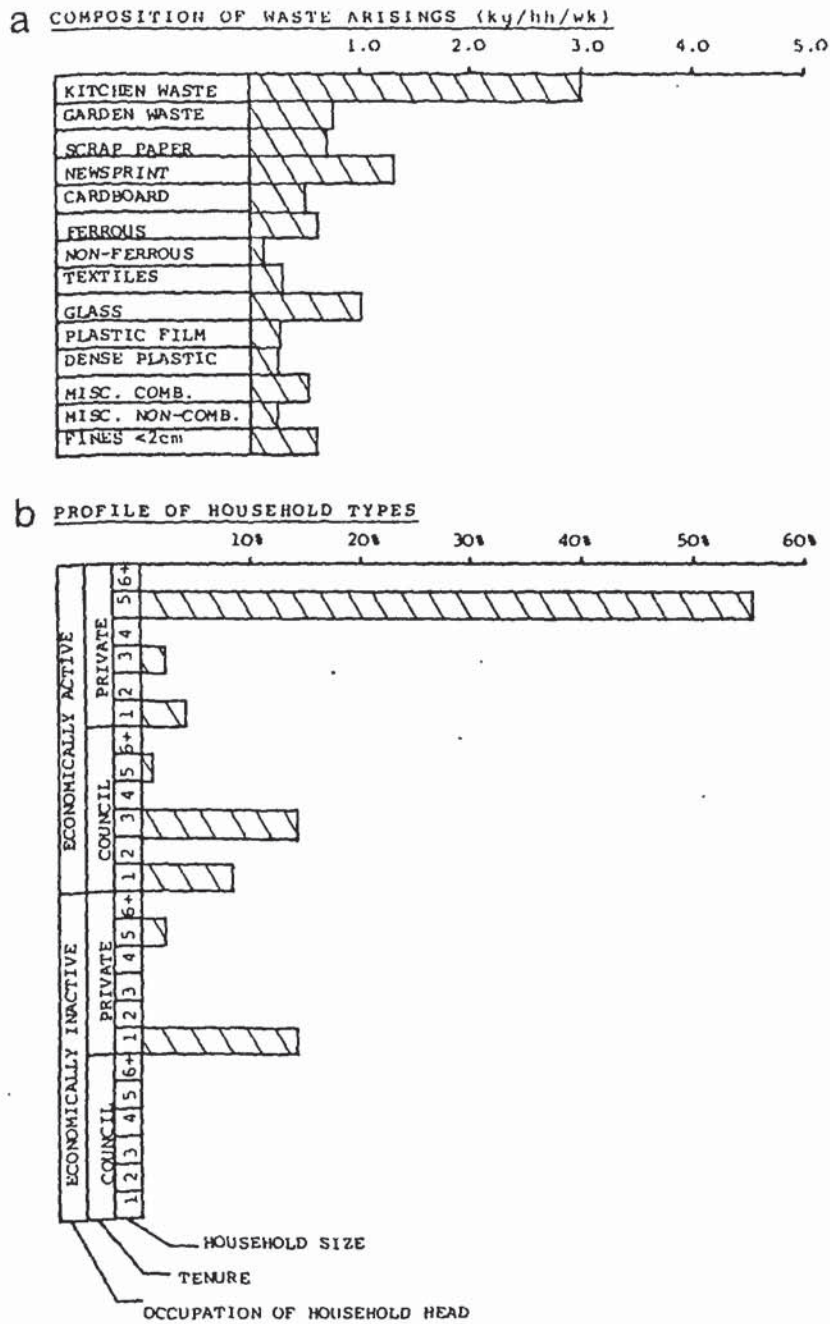 a COMPOSITION OF WASTE ARISINGS (kg/hh/wk)
1.0 2.0 3.0 4.0 5.0
KITCHEN WASTE
GARDEN WASTE
SCRAP PAPER
NEWSPRINT
CARDBOARD
FERROUS
NON-FERROUS
TEXTILES
GLASS
PLASTIC FILM
DENSE PLASTIC
MISC. COMB.
MISC. NON-COMB.
FINES <2cm
b PROFILE OF HOUSEHOLD TYPES
10% 20% 30% 40% 50% 60%
ECONOMICALLY ACTIVE
PRIVATE
1 2 3 4 5 6+
COUNCIL
1 2 3 4 5 6+
ECONOMICALLY INACTIVE
PRIVATE
1 2 3 4 5 6+
COUNCIL
1 2 3 4 5 6+
HOUSEHOLD SIZE
TENURE
OCCUPATION OF HOUSEHOLD HEAD